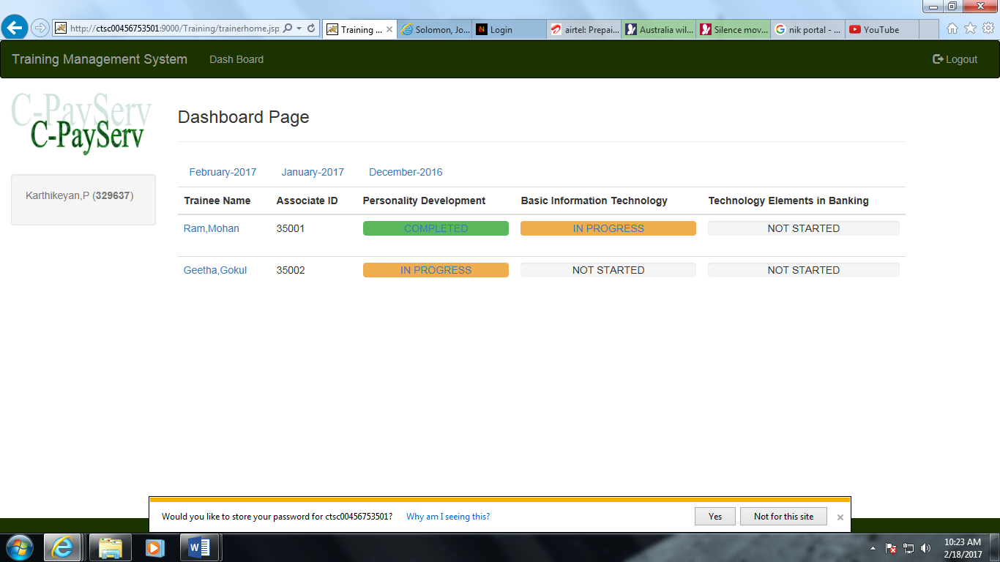 http://ctsc00456753501:9000/Training/trainerhome.jsp
Training ...
Solomon, Jo...
Login
airtel: Prepai...
Australia wil...
Silence mov...
nik portal - ...
YouTube
Training Management System Dash Board Logout
C-PayServ
C-PayServ
Dashboard Page
Karthikeyan,P (329637)
February-2017 January-2017 December-2016
Trainee Name Associate ID Personality Development Basic Information Technology Technology Elements in Banking
Ram,Mohan 35001 COMPLETED IN PROGRESS NOT STARTED
Geetha,Gokul 35002 IN PROGRESS NOT STARTED NOT STARTED
Would you like to store your password for ctsc00456753501? Why am I seeing this? Yes Not for this site
10:23 AM
2/18/2017